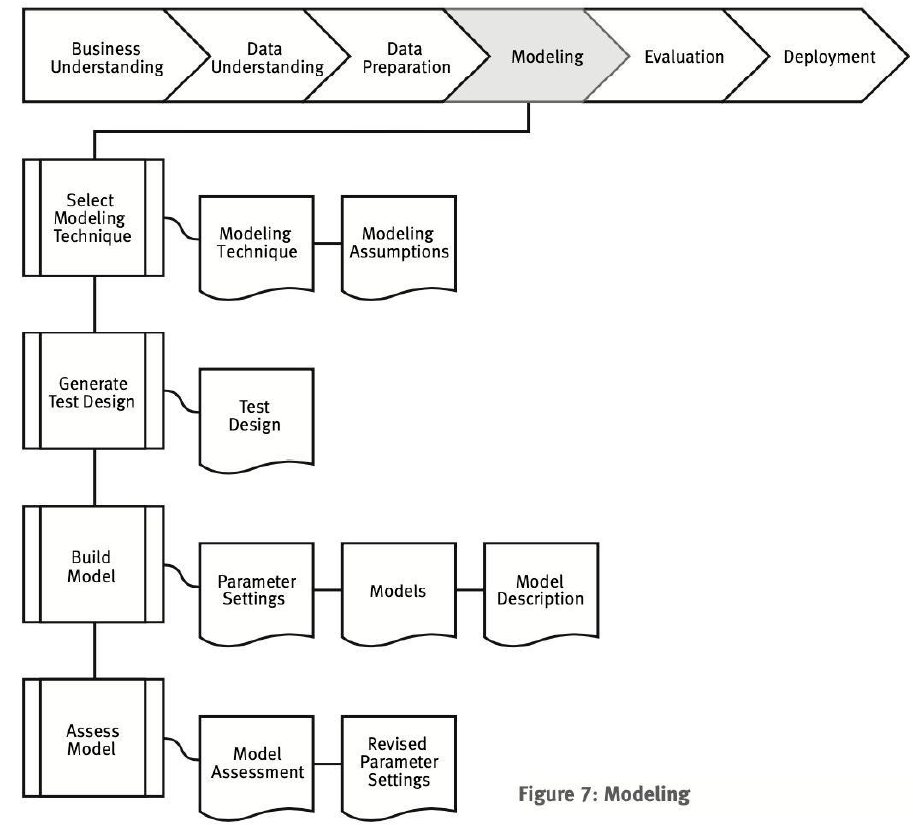 Business
Understanding
Data
Understanding
Data
Preparation
Modeling
Evaluation
Deployment
Select
Modeling
Technique
Modeling
Technique
Modeling
Assumptions
Generate
Test Design
Test
Design
Build
Model
Parameter
Settings
Models
Model
Description
Assess
Model
Model
Assessment
Revised
Parameter
Settings
Figure 7: Modeling